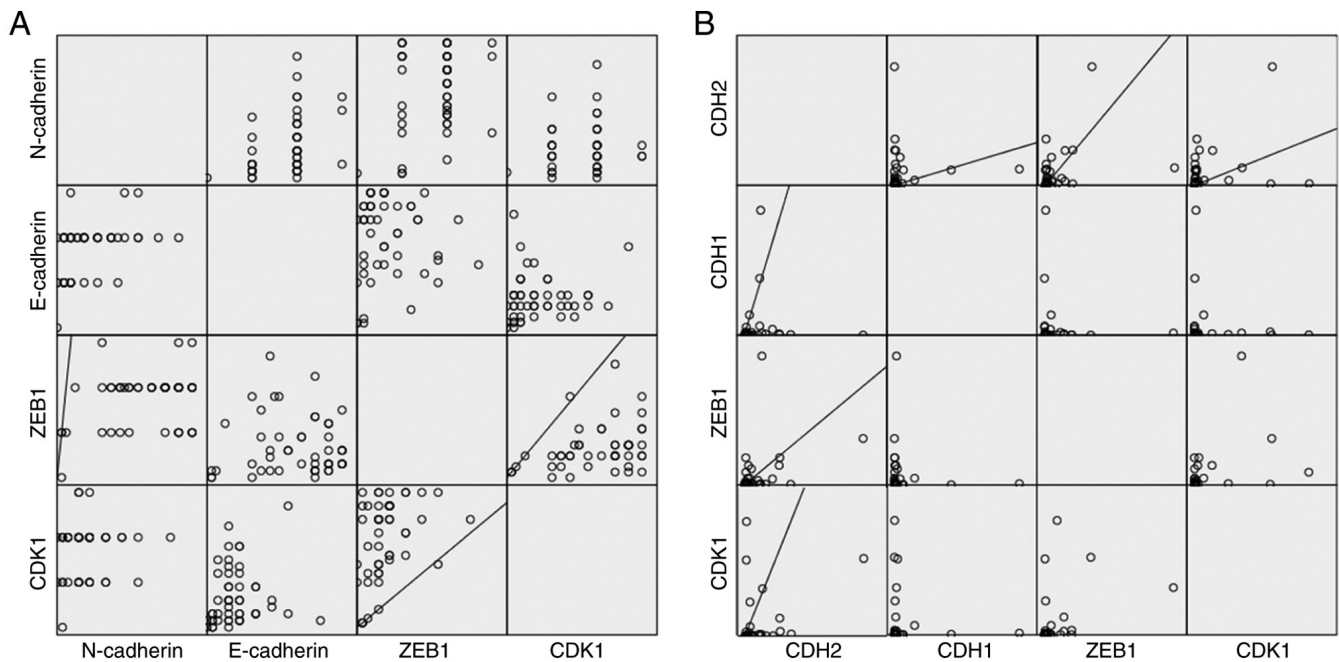 A
B
N-cadherin
E-cadherin
ZEB1
CDK1
N-cadherin E-cadherin ZEB1 CDK1
CDH2
CDH1
ZEB1
CDK1
CDH2 CDH1 ZEB1 CDK1